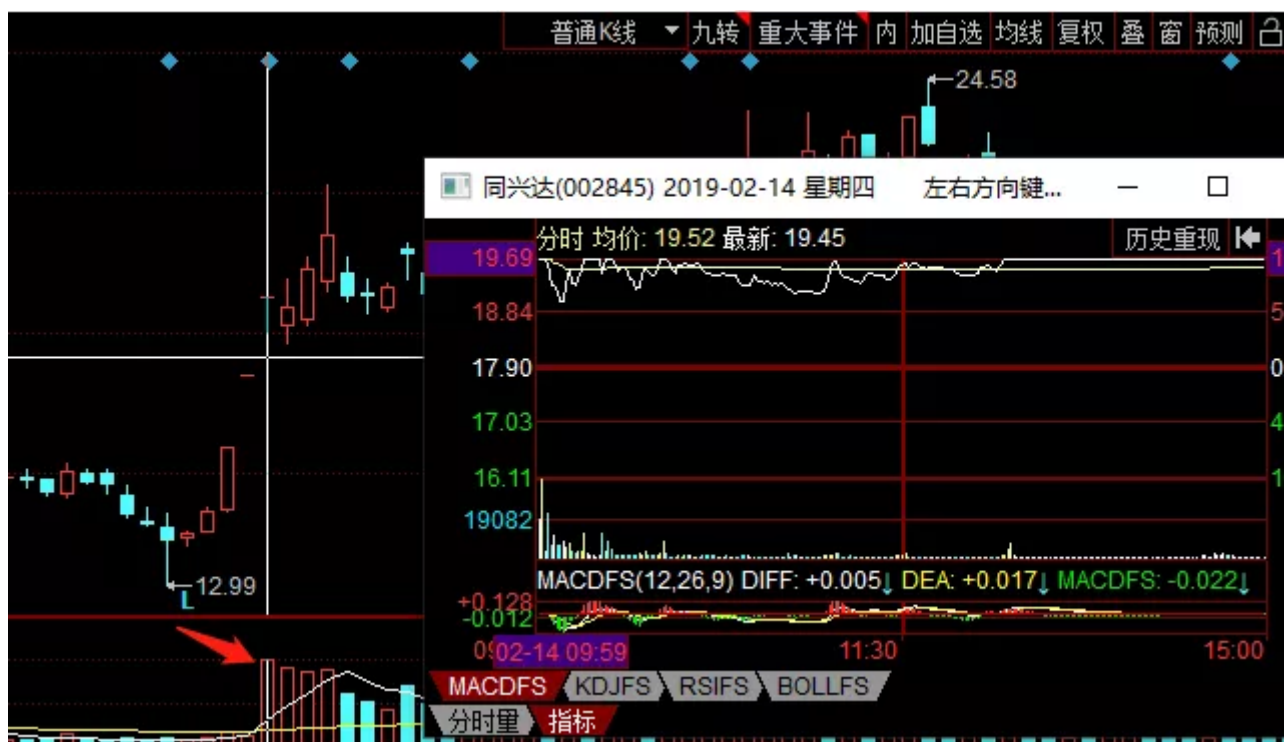 普通K线 九转 重大事件 内 加自选 均线 复权 叠 窗 预测
24.58
同兴达(002845) 2019-02-14 星期四 左右方向键...
分时 均价: 19.52 最新: 19.45 历史重现
19.69 1
18.84 5
17.90 0
17.03 4
16.11 1
19082
12.99
L
MACDFS(12,26,9) DIFF: +0.005↓ DEA: +0.017↓ MACDFS: -0.022↓
+0.128
-0.012
02-14 09:59 11:30 15:00
MACDFS KDJFS RSIFS BOLLFS
分时量 指标